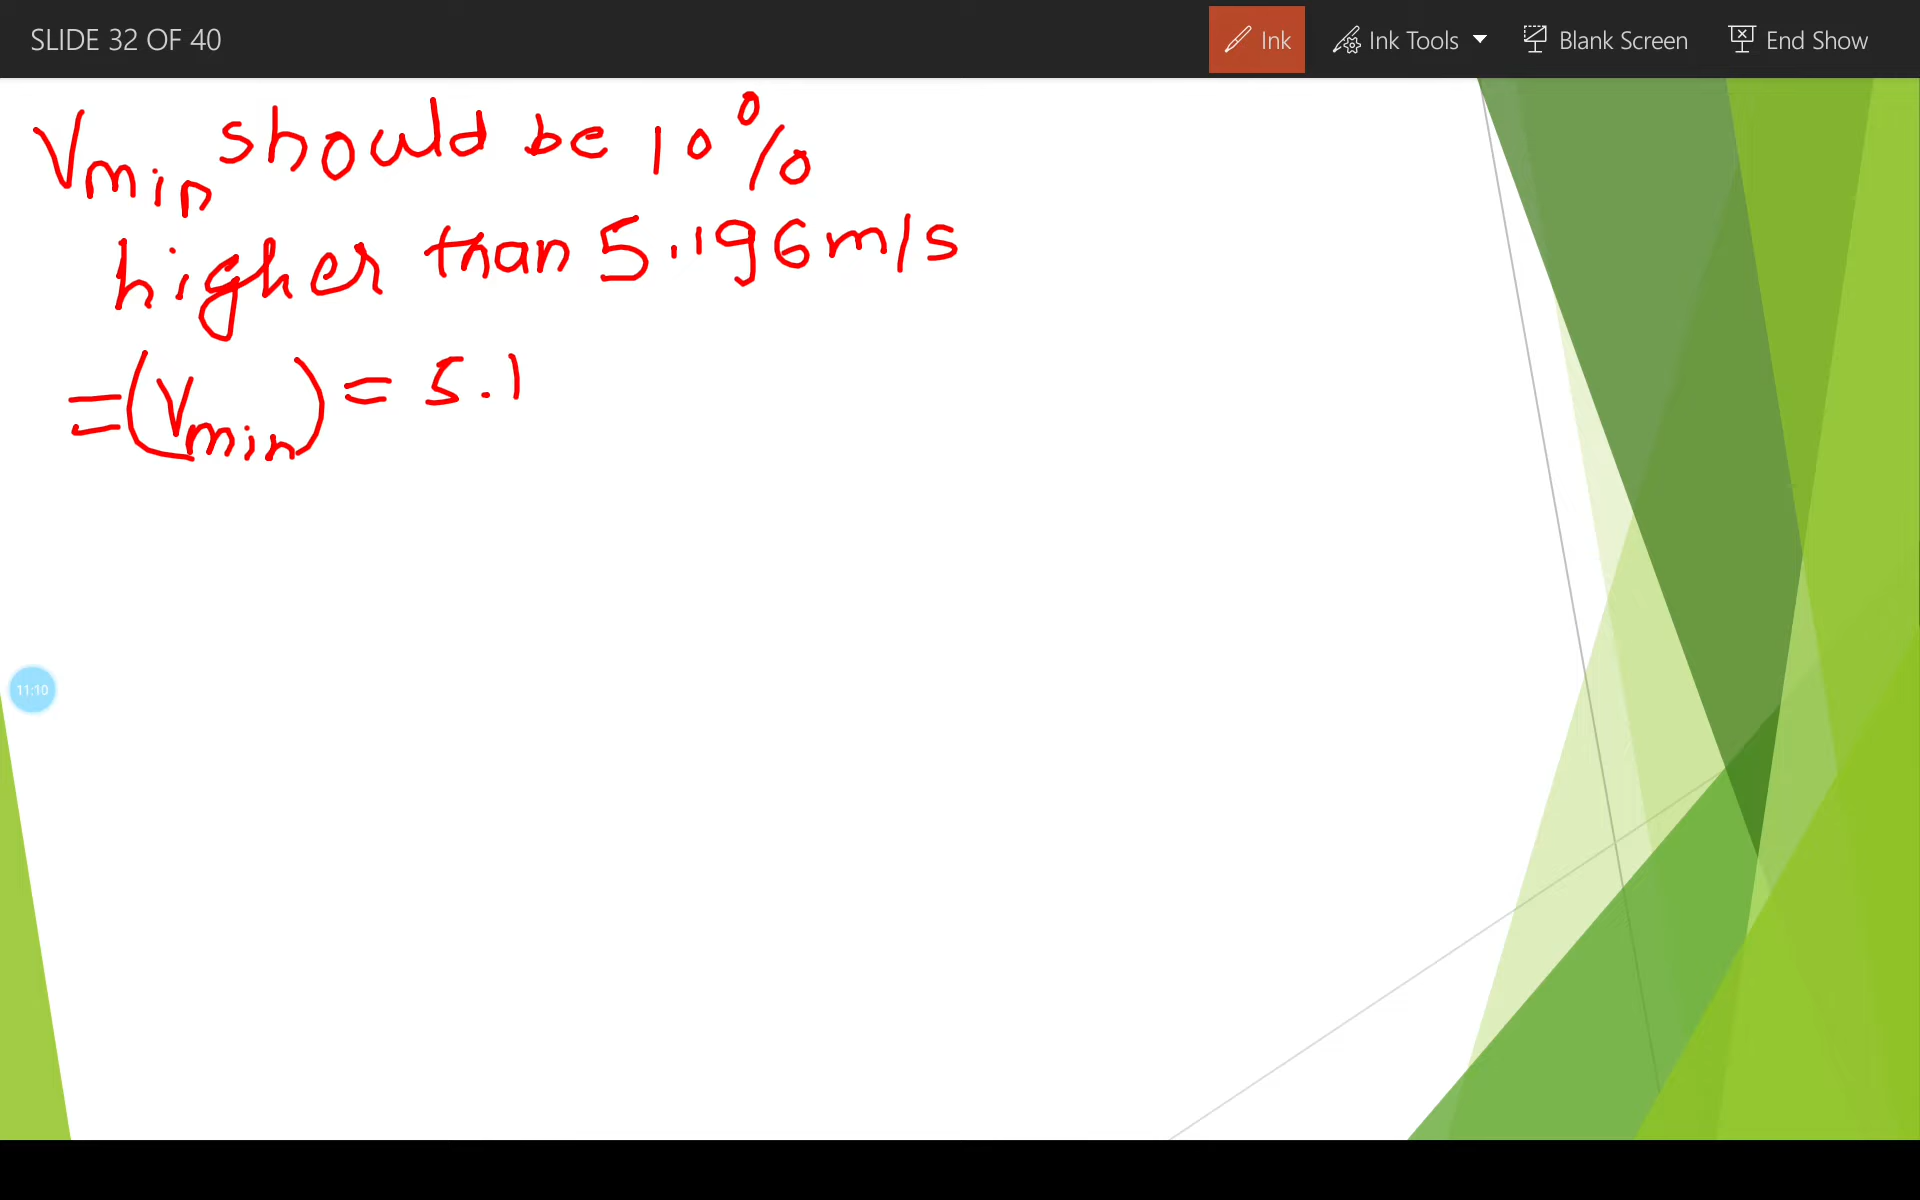 SLIDE 32 OF 40
Ink
Ink Tools
Blank Screen
End Show
Vmin should be 10%
higher than 5.196 m/s
=(Vmin) = 5.1
11:10